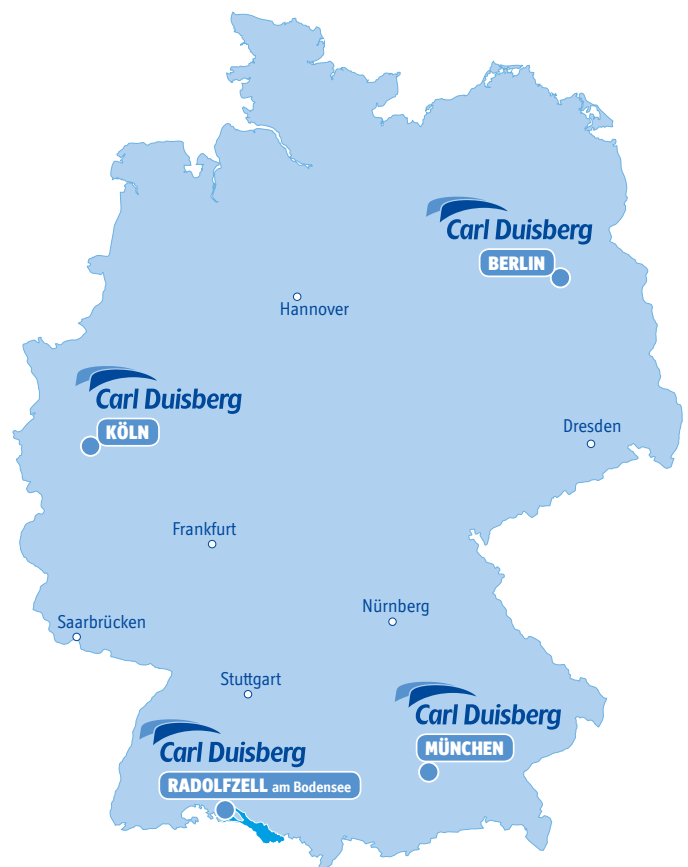 Carl Duisberg
BERLIN
Hannover
Carl Duisberg
KÖLN
Dresden
Frankfurt
Nürnberg
Saarbrücken
Stuttgart
Carl Duisberg
MÜNCHEN
Carl Duisberg
RADOLFZELL am Bodensee